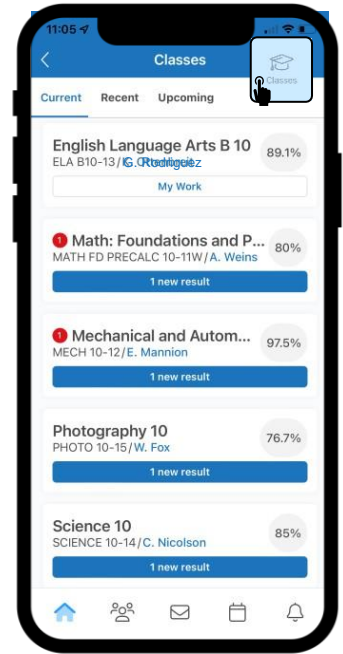 11:05
Classes
Classes
Current Recent Upcoming
English Language Arts B 10
89.1%
ELA B10-13/G. Rodriguez
My Work
1 Math: Foundations and P...
80%
MATH FD PRECALC 10-11W/A. Weins
1 new result
1 Mechanical and Autom...
97.5%
MECH 10-12/E. Mannion
1 new result
Photography 10
76.7%
PHOTO 10-15/W. Fox
1 new result
Science 10
85%
SCIENCE 10-14/C. Nicolson
1 new result